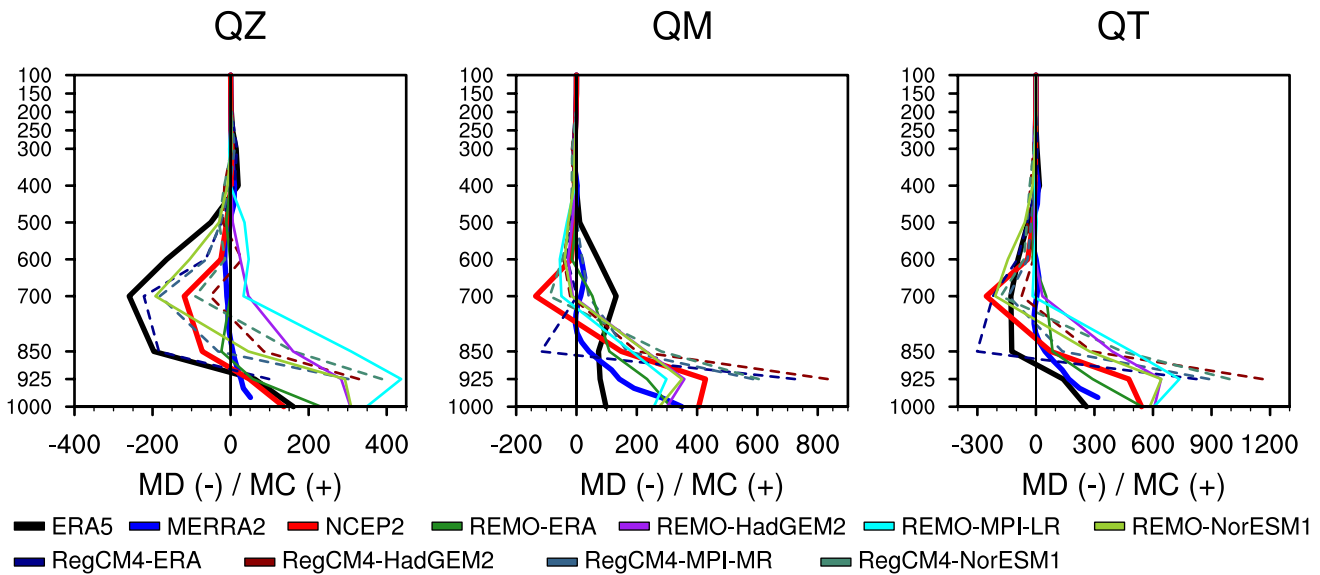 QZ QM QT
100 100 100
150 150 150
200 200 200
250 250 250
300 300 300
400 400 400
500 500 500
600 600 600
700 700 700
850 850 850
925 925 925
1000 1000 1000
-400 -200 0 200 400 -200 0 200 400 600 800 -300 0 300 600 900 1200
MD (-) / MC (+) MD (-) / MC (+) MD (-) / MC (+)
ERA5 MERRA2 NCEP2 REMO-ERA REMO-HadGEM2 REMO-MPI-LR REMO-NorESM1
RegCM4-ERA RegCM4-HadGEM2 RegCM4-MPI-MR RegCM4-NorESM1